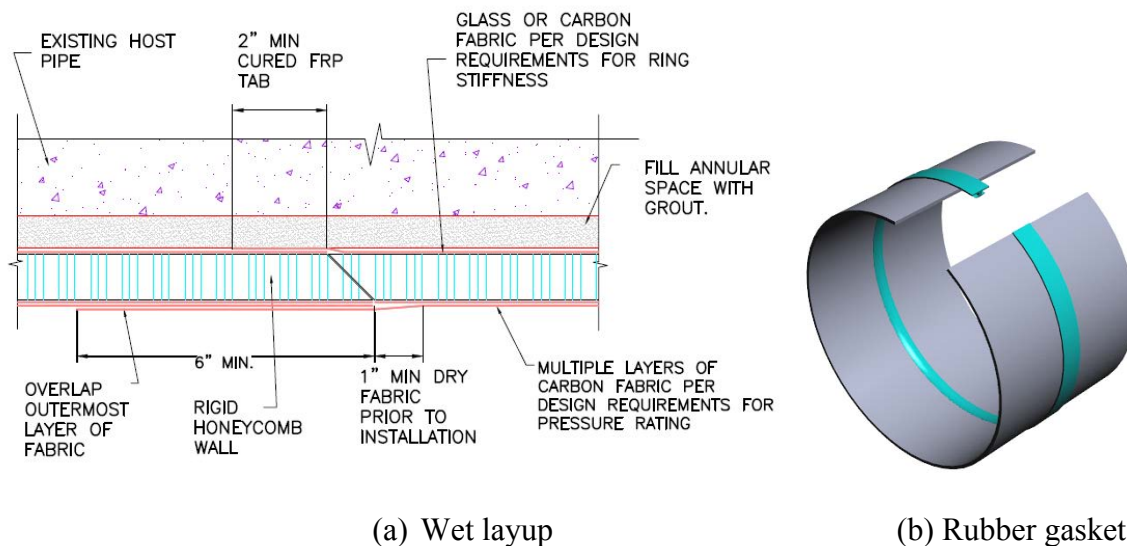 EXISTING HOST
PIPE
2" MIN
CURED FRP
TAB
GLASS OR CARBON
FABRIC PER DESIGN
REQUIREMENTS FOR RING
STIFFNESS
FILL ANNULAR
SPACE WITH
GROUT.
6" MIN.
OVERLAP
OUTERMOST
LAYER OF
FABRIC
RIGID
HONEYCOMB
WALL
1" MIN DRY
FABRIC
PRIOR TO
INSTALLATION
MULTIPLE LAYERS OF
CARBON FABRIC PER
DESIGN REQUIREMENTS FOR
PRESSURE RATING
(a) Wet layup
(b) Rubber gasket